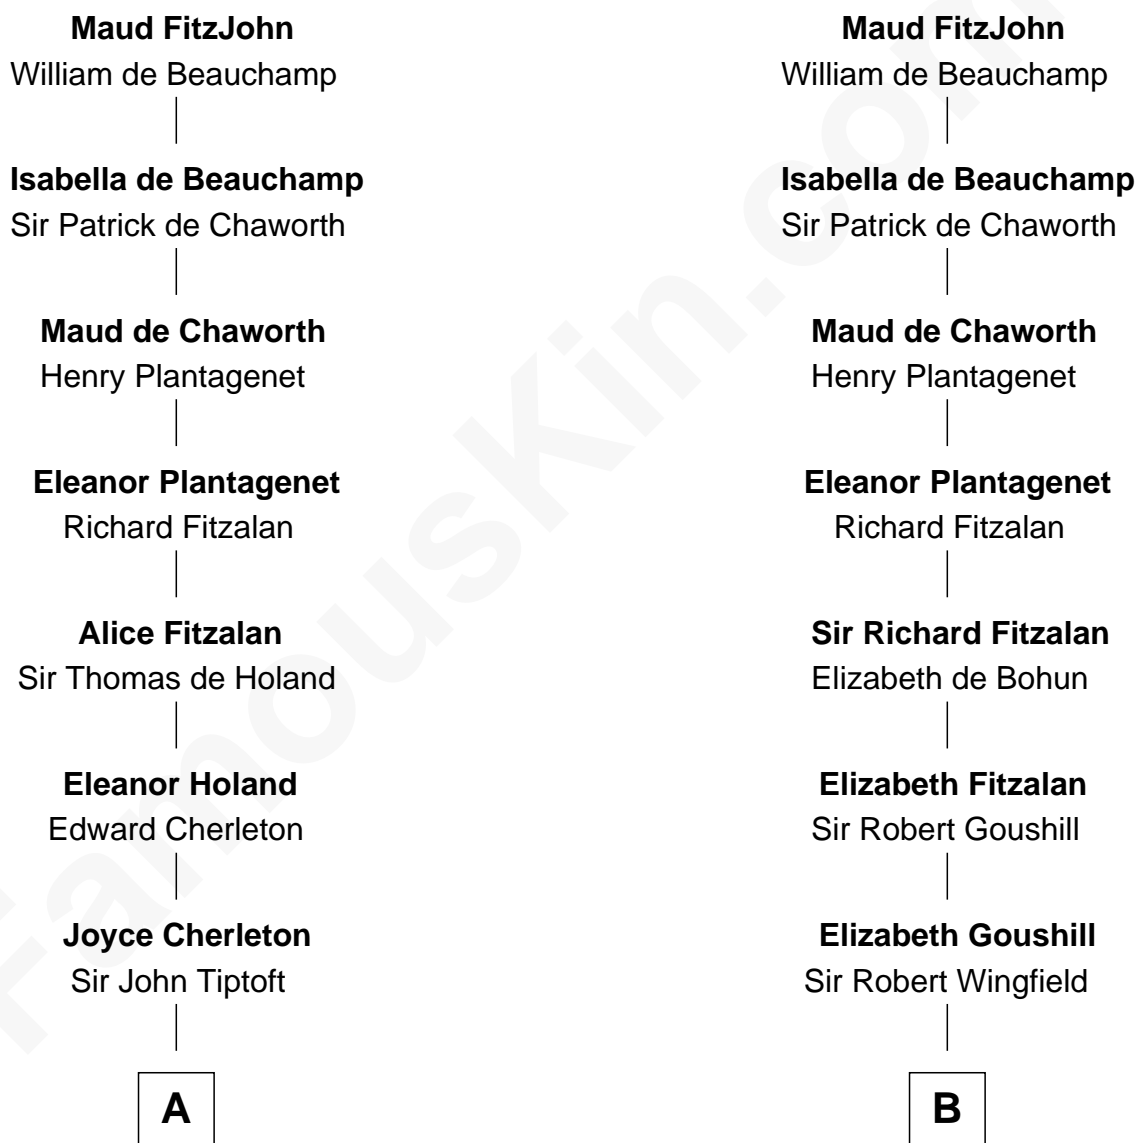 Maud FitzJohn
William de Beauchamp
Isabella de Beauchamp
Sir Patrick de Chaworth
Maud de Chaworth
Henry Plantagenet
Eleanor Plantagenet
Richard Fitzalan
Alice Fitzalan
Sir Thomas de Holand
Eleanor Holand
Edward Cherleton
Joyce Cherleton
Sir John Tiptoft
A
Maud FitzJohn
William de Beauchamp
Isabella de Beauchamp
Sir Patrick de Chaworth
Maud de Chaworth
Henry Plantagenet
Eleanor Plantagenet
Richard Fitzalan
Sir Richard Fitzalan
Elizabeth de Bohun
Elizabeth Fitzalan
Sir Robert Goushill
Elizabeth Goushill
Sir Robert Wingfield
B
FamousKin.com